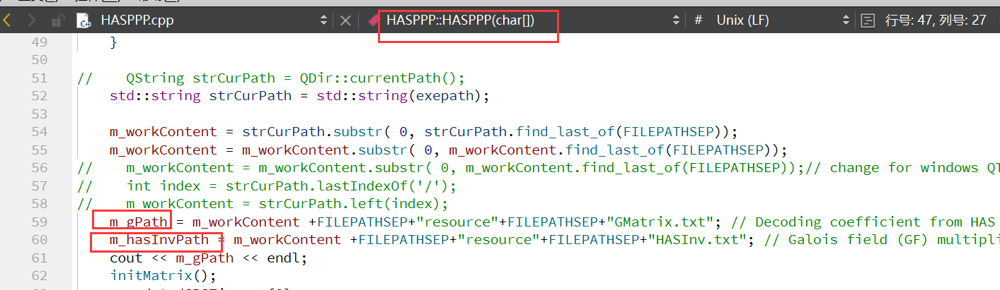 HASPPP.cpp HASPPP::HASPPP(char[]) # Unix (LF) 行号: 47, 列号: 27
49 }
50
51 // QString strCurPath = QDir::currentPath();
52 std::string strCurPath = std::string(exepath);
53
54 m_workContent = strCurPath.substr( 0, strCurPath.find_last_of(FILEPATHSEP));
55 m_workContent = m_workContent.substr( 0, m_workContent.find_last_of(FILEPATHSEP));
56 // m_workContent = m_workContent.substr( 0, m_workContent.find_last_of(FILEPATHSEP));// change for windows QT
57 // int index = strCurPath.lastIndexOf('/');
58 // m_workContent = strCurPath.left(index);
59 m_gPath = m_workContent +FILEPATHSEP+"resource"+FILEPATHSEP+"GMatrix.txt"; // Decoding coefficient from HAS
60 m_hasInvPath = m_workContent +FILEPATHSEP+"resource"+FILEPATHSEP+"HASInv.txt"; // Galois field (GF) multipli
61 cout << m_gPath << endl;
62 initMatrix();